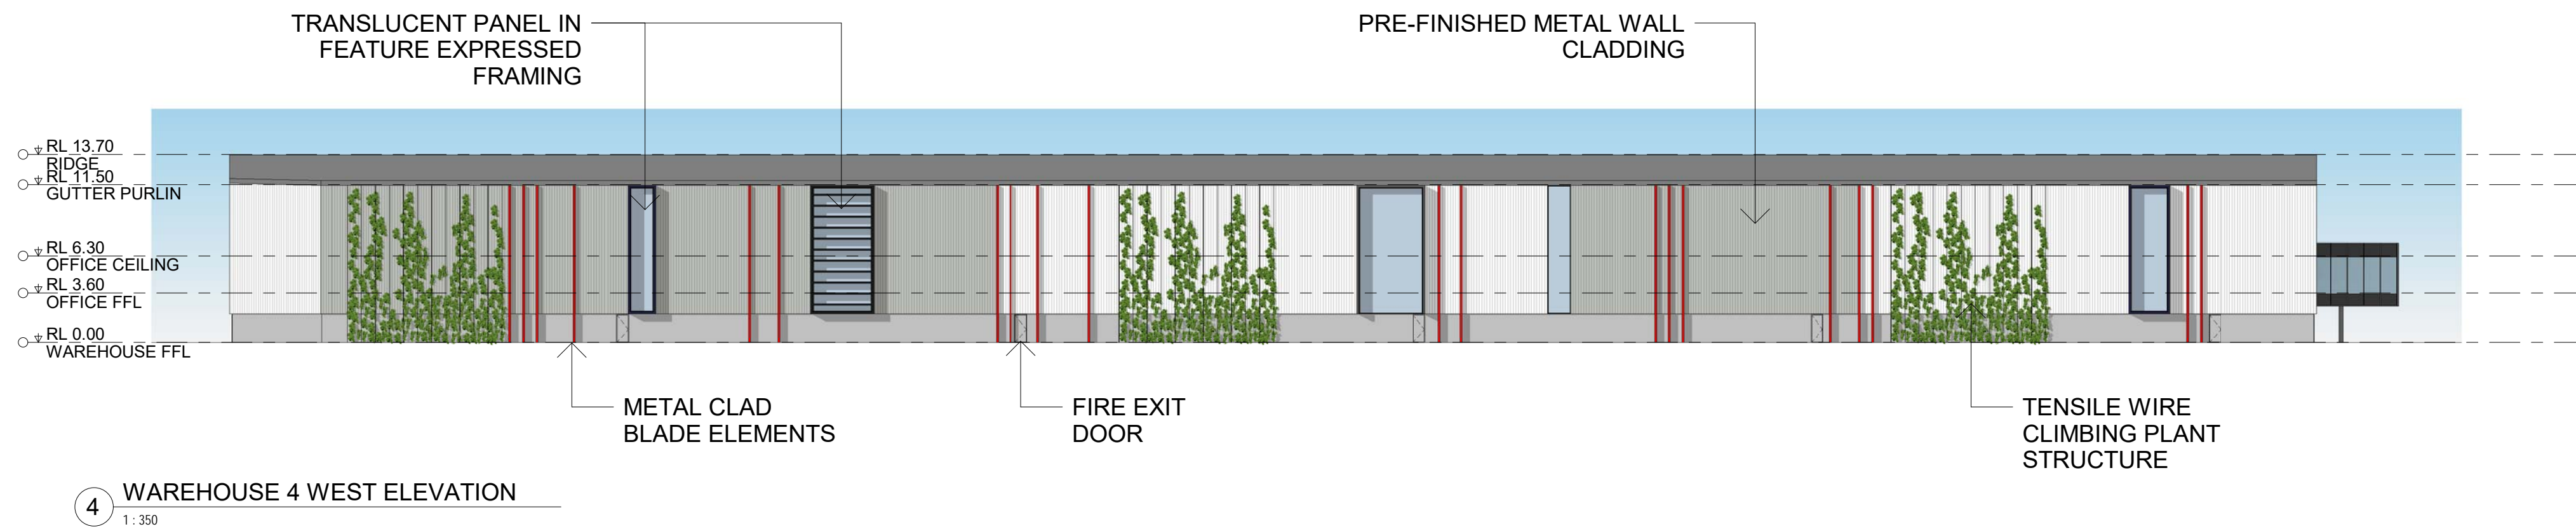 TRANSLUCENT PANEL IN
FEATURE EXPRESSED
FRAMING
PRE-FINISHED METAL WALL
CLADDING
RL 13.70
RIDGE
RL 11.50
GUTTER PURLIN
RL 6.30
OFFICE CEILING
RL 3.60
OFFICE FFL
RL 0.00
WAREHOUSE FFL
METAL CLAD
BLADE ELEMENTS
FIRE EXIT
DOOR
TENSILE WIRE
CLIMBING PLANT
STRUCTURE
4
WAREHOUSE 4 WEST ELEVATION
1 : 350